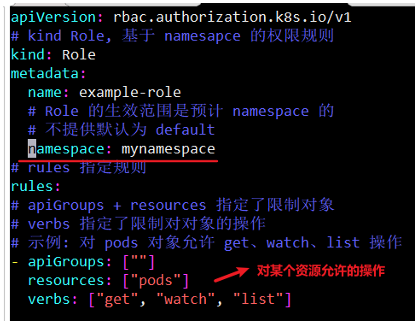 apiVersion: rbac.authorization.k8s.io/v1
# kind Role, 基于 namesapce 的权限规则
kind: Role
metadata:
  name: example-role
  # Role 的生效范围是预计 namespace 的
  # 不提供默认为 default
  namespace: mynamespace
# rules 指定规则
rules:
# apiGroups + resources 指定了限制对象
# verbs 指定了限制对对象的操作
# 示例: 对 pods 对象允许 get、watch、list 操作
- apiGroups: [""]
  resources: ["pods"]
对某个资源允许的操作
  verbs: ["get", "watch", "list"]